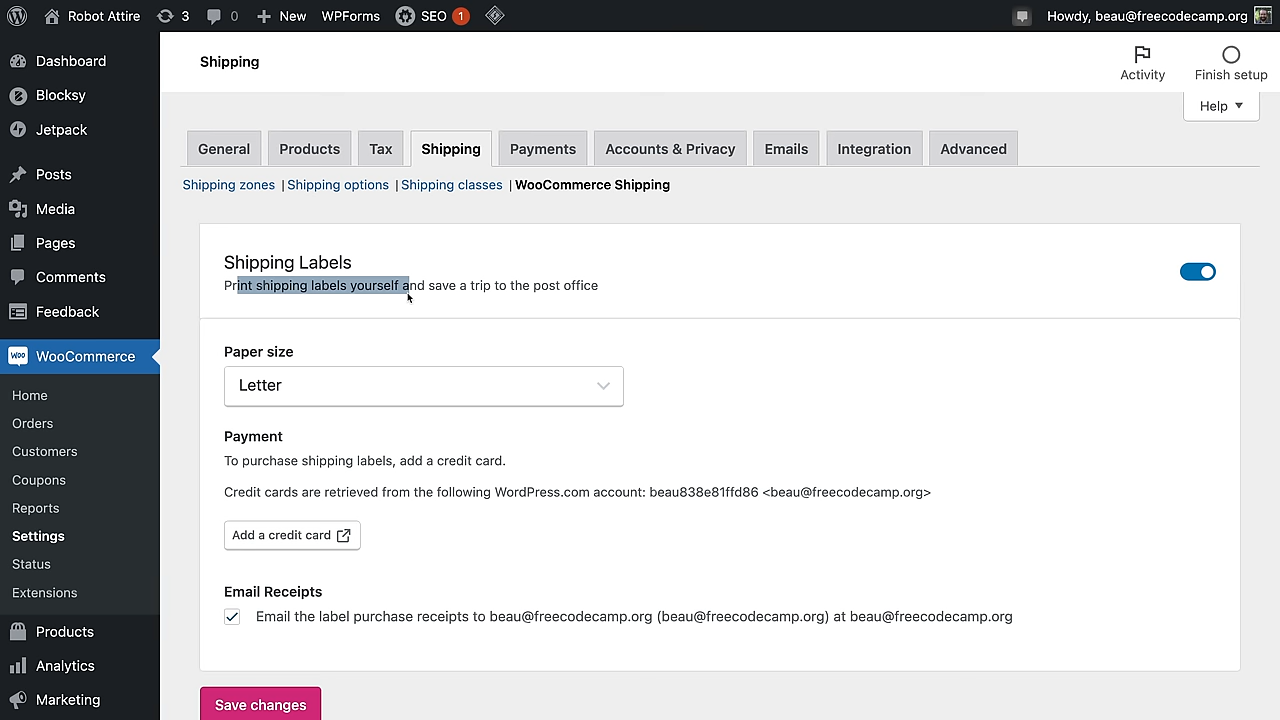 Robot Attire 3 0 New WPForms SEO 1 Howdy, beau@freecodecamp.org
Dashboard
Blocksy
Jetpack
Posts
Media
Pages
Comments
Feedback
Woo WooCommerce
Home
Orders
Customers
Coupons
Reports
Settings
Status
Extensions
Products
Analytics
Marketing
Shipping
Activity
Finish setup
Help
General Products Tax Shipping Payments Accounts & Privacy Emails Integration Advanced
Shipping zones | Shipping options | Shipping classes | WooCommerce Shipping
Shipping Labels
Print shipping labels yourself and save a trip to the post office
Paper size
Letter
Payment
To purchase shipping labels, add a credit card.
Credit cards are retrieved from the following WordPress.com account: beau838e81ffd86 <beau@freecodecamp.org>
Add a credit card
Email Receipts
Email the label purchase receipts to beau@freecodecamp.org (beau@freecodecamp.org) at beau@freecodecamp.org
Save changes